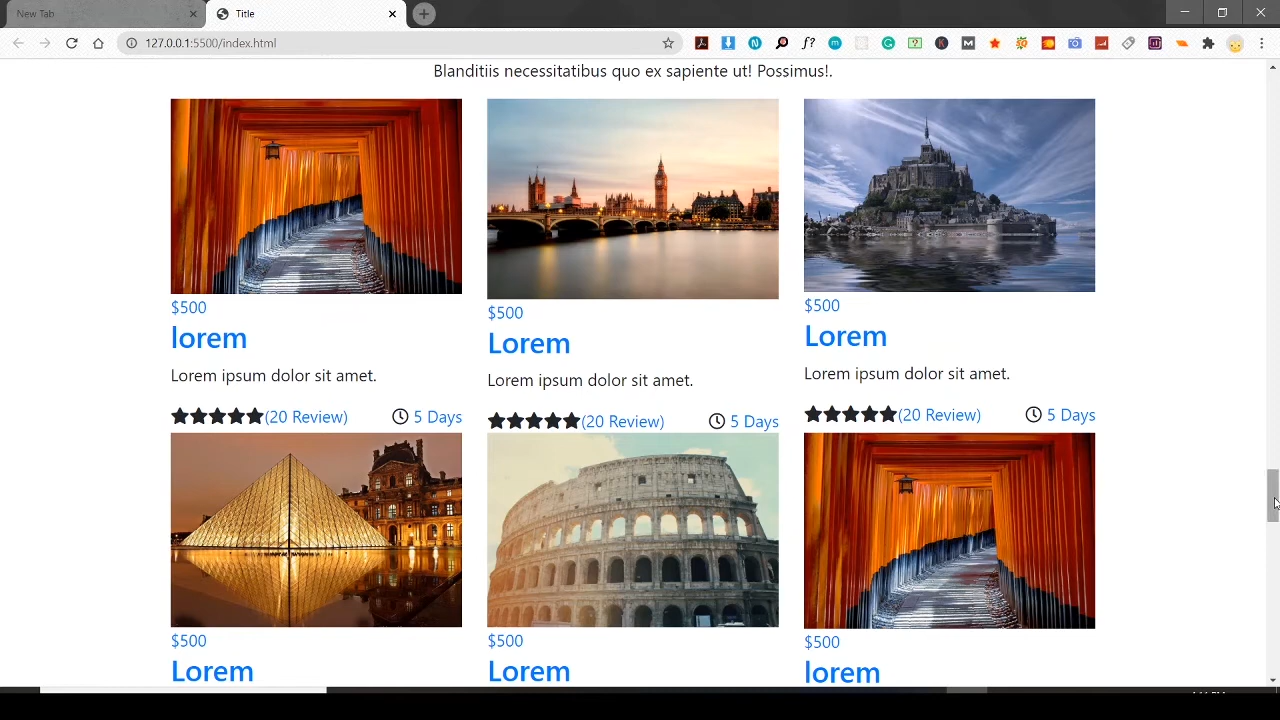 New Tab
Title
127.0.0.1:5500/index.html
Blanditiis necessitatibus quo ex sapiente ut! Possimus!.
$500
lorem
Lorem ipsum dolor sit amet.
(20 Review) 5 Days
$500
Lorem
Lorem ipsum dolor sit amet.
(20 Review) 5 Days
$500
Lorem
Lorem ipsum dolor sit amet.
(20 Review) 5 Days
$500
Lorem
$500
Lorem
$500
lorem